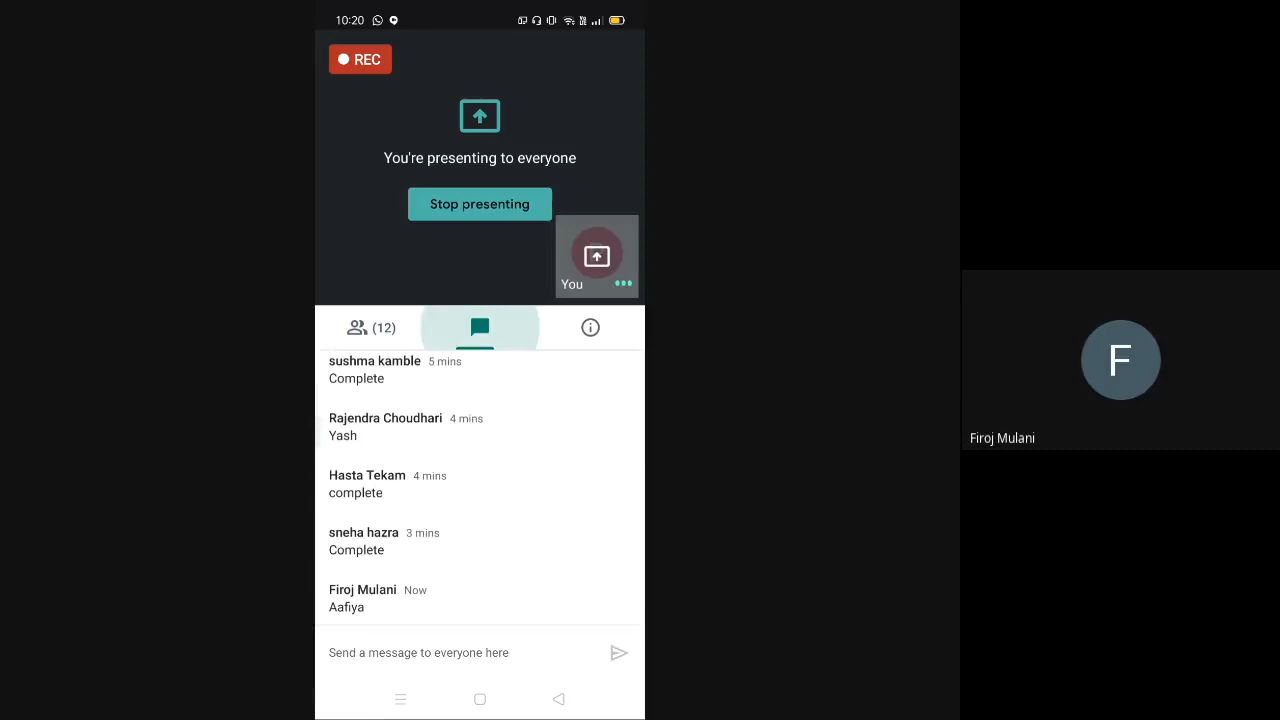 10:20
REC
You're presenting to everyone
Stop presenting
You
(12)
sushma kamble 5 mins
Complete
Rajendra Choudhari 4 mins
Yash
Hasta Tekam 4 mins
complete
sneha hazra 3 mins
Complete
Firoj Mulani Now
Aafiya
Send a message to everyone here
F
Firoj Mulani